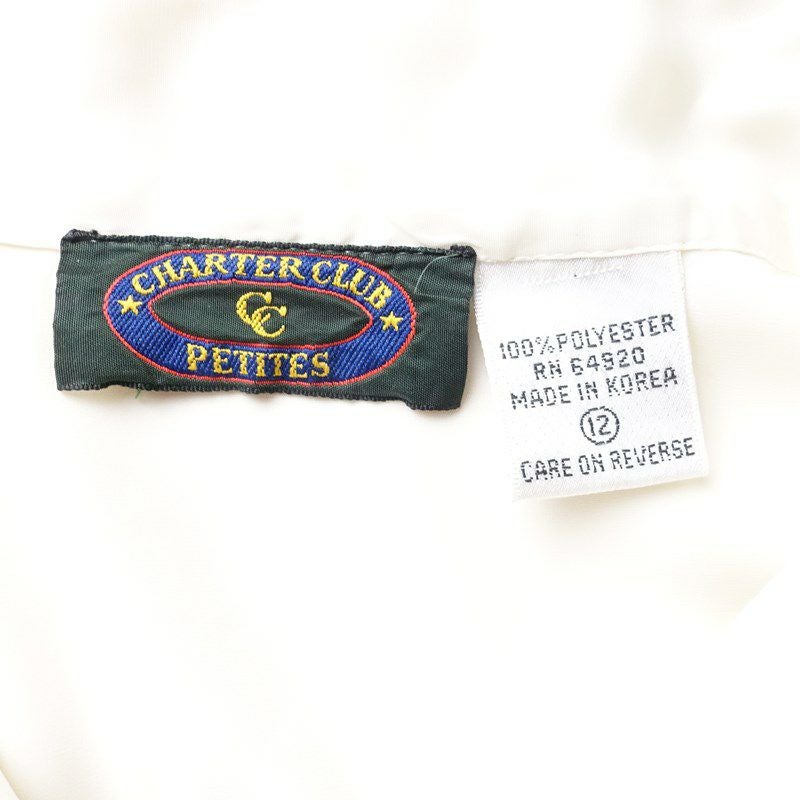 CHARTER CLUB
CC
PETITES
100% POLYESTER
RN 64920
MADE IN KOREA
12
CARE ON REVERSE